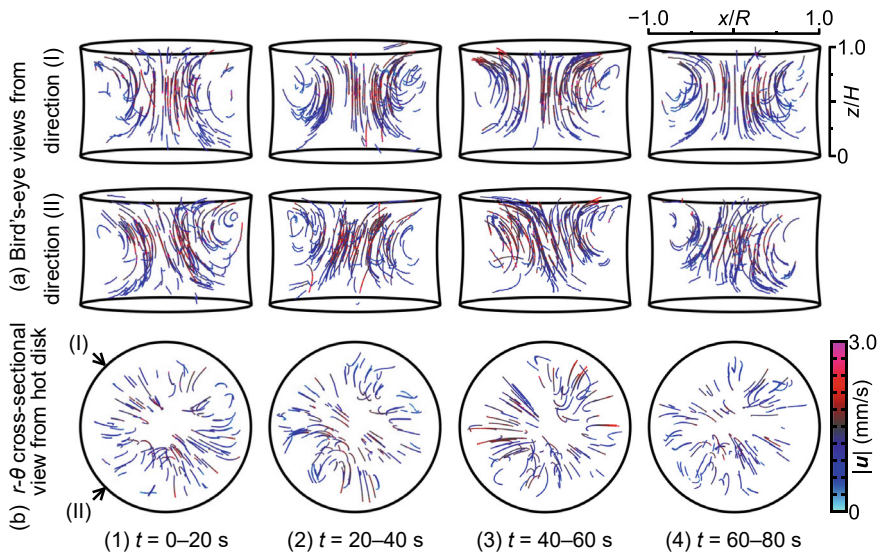 −1.0 x/R 1.0
(a) Bird's-eye views from
direction (I)
1.0
z/H
0
direction (III)
(b) r-θ cross-sectional
view from hot disk
(I)
(II)
3.0
|u| (mm/s)
0
(1) t = 0–20 s
(2) t = 20–40 s
(3) t = 40–60 s
(4) t = 60–80 s